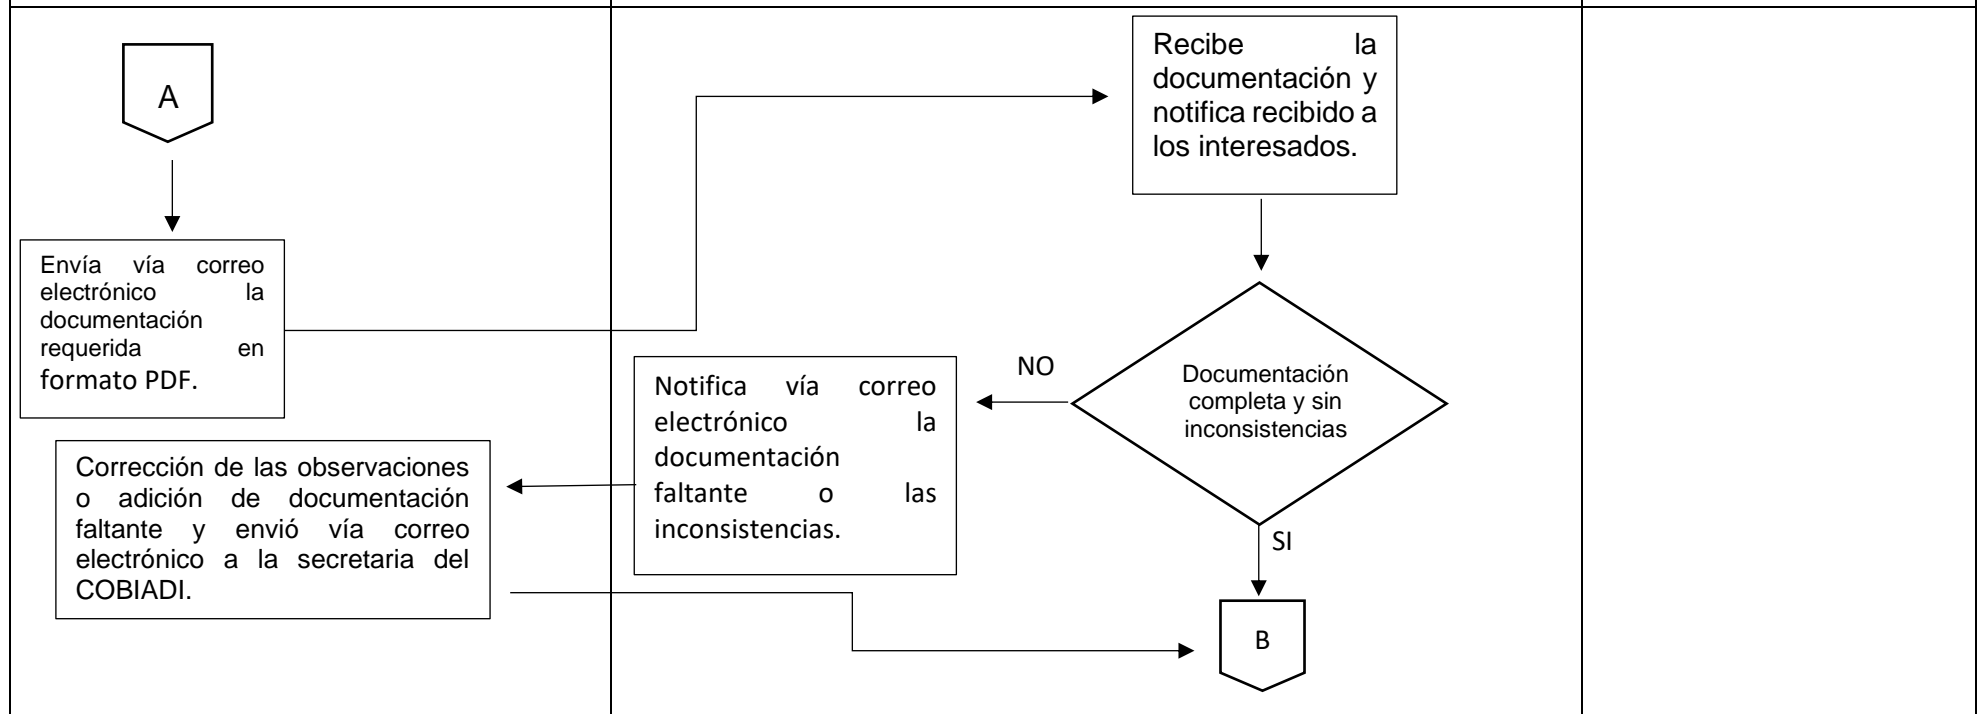 A
Envía vía correo
electrónico la
documentación
requerida en
formato PDF.
Recibe la
documentación y
notifica recibido a
los interesados.
Documentación
completa y sin
inconsistencias
NO
Notifica vía correo
electrónico la
documentación
faltante o las
inconsistencias.
Corrección de las observaciones
o adición de documentación
faltante y envió vía correo
electrónico a la secretaria del
COBIADI.
SI
B